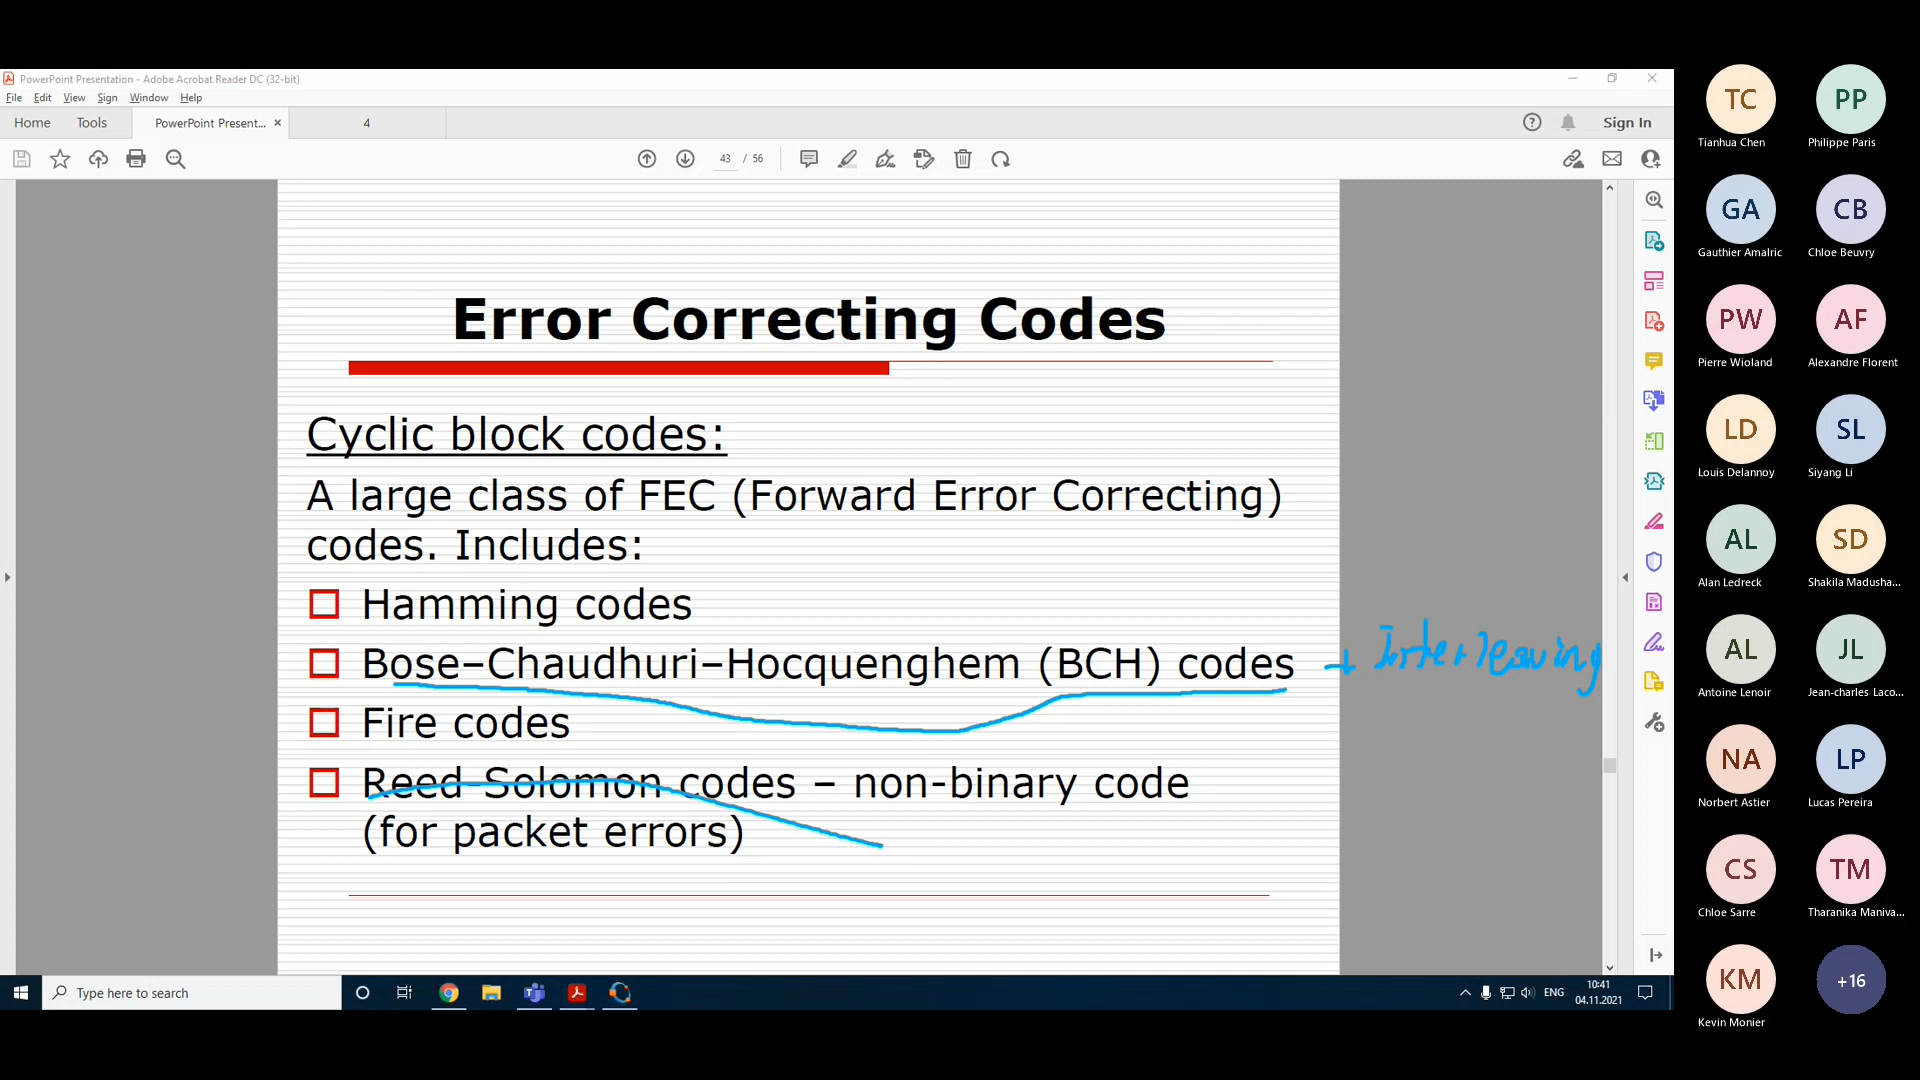 PowerPoint Presentation - Adobe Acrobat Reader DC (32-bit)
File Edit View Sign Window Help
Home Tools PowerPoint Present... × 4 Sign In
43 / 56
Error Correcting Codes
Cyclic block codes:
A large class of FEC (Forward Error Correcting)
codes. Includes:
Hamming codes
Bose–Chaudhuri–Hocquenghem (BCH) codes + Interleaving
Fire codes
Reed-Solomon codes – non-binary code
(for packet errors)
Type here to search
ENG
10:41
04.11.2021
TC PP
Tianhua Chen Philippe Paris
GA CB
Gauthier Amalric Chloe Beuvry
PW AF
Pierre Wioland Alexandre Florent
LD SL
Louis Delannoy Siyang Li
AL SD
Alan Ledreck Shakila Madusha...
AL JL
Antoine Lenoir Jean-charles Laco...
NA LP
Norbert Astier Lucas Pereira
CS TM
Chloe Sarre Tharanika Maniva...
KM +16
Kevin Monier